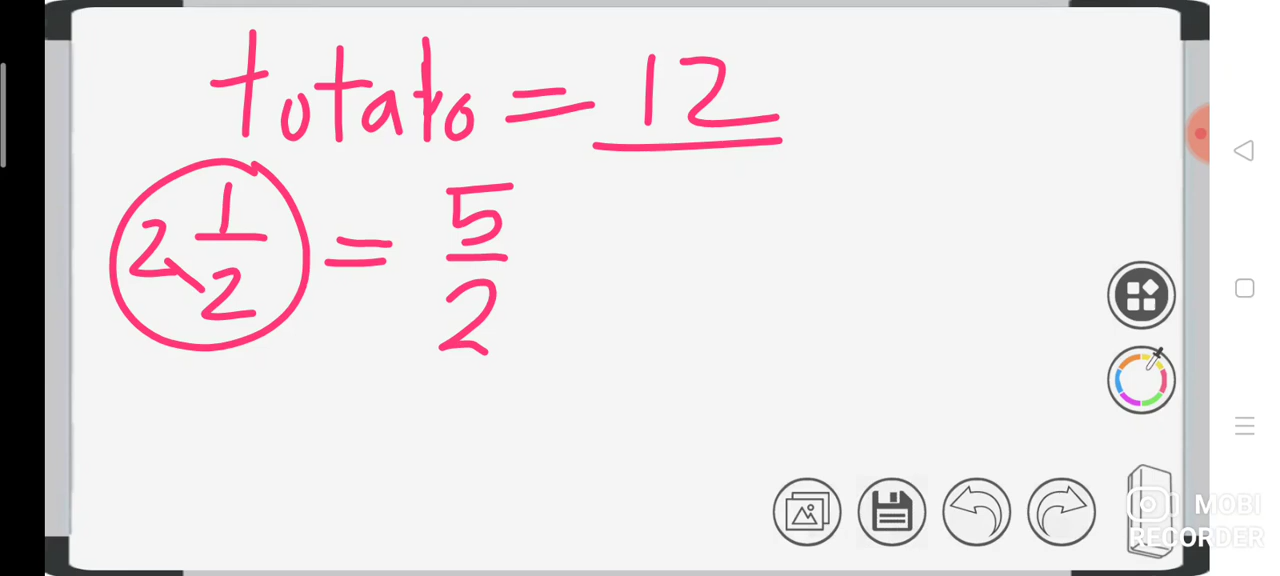 totato = 12
2 1/2 = 5/2
MOBI
RECORDER